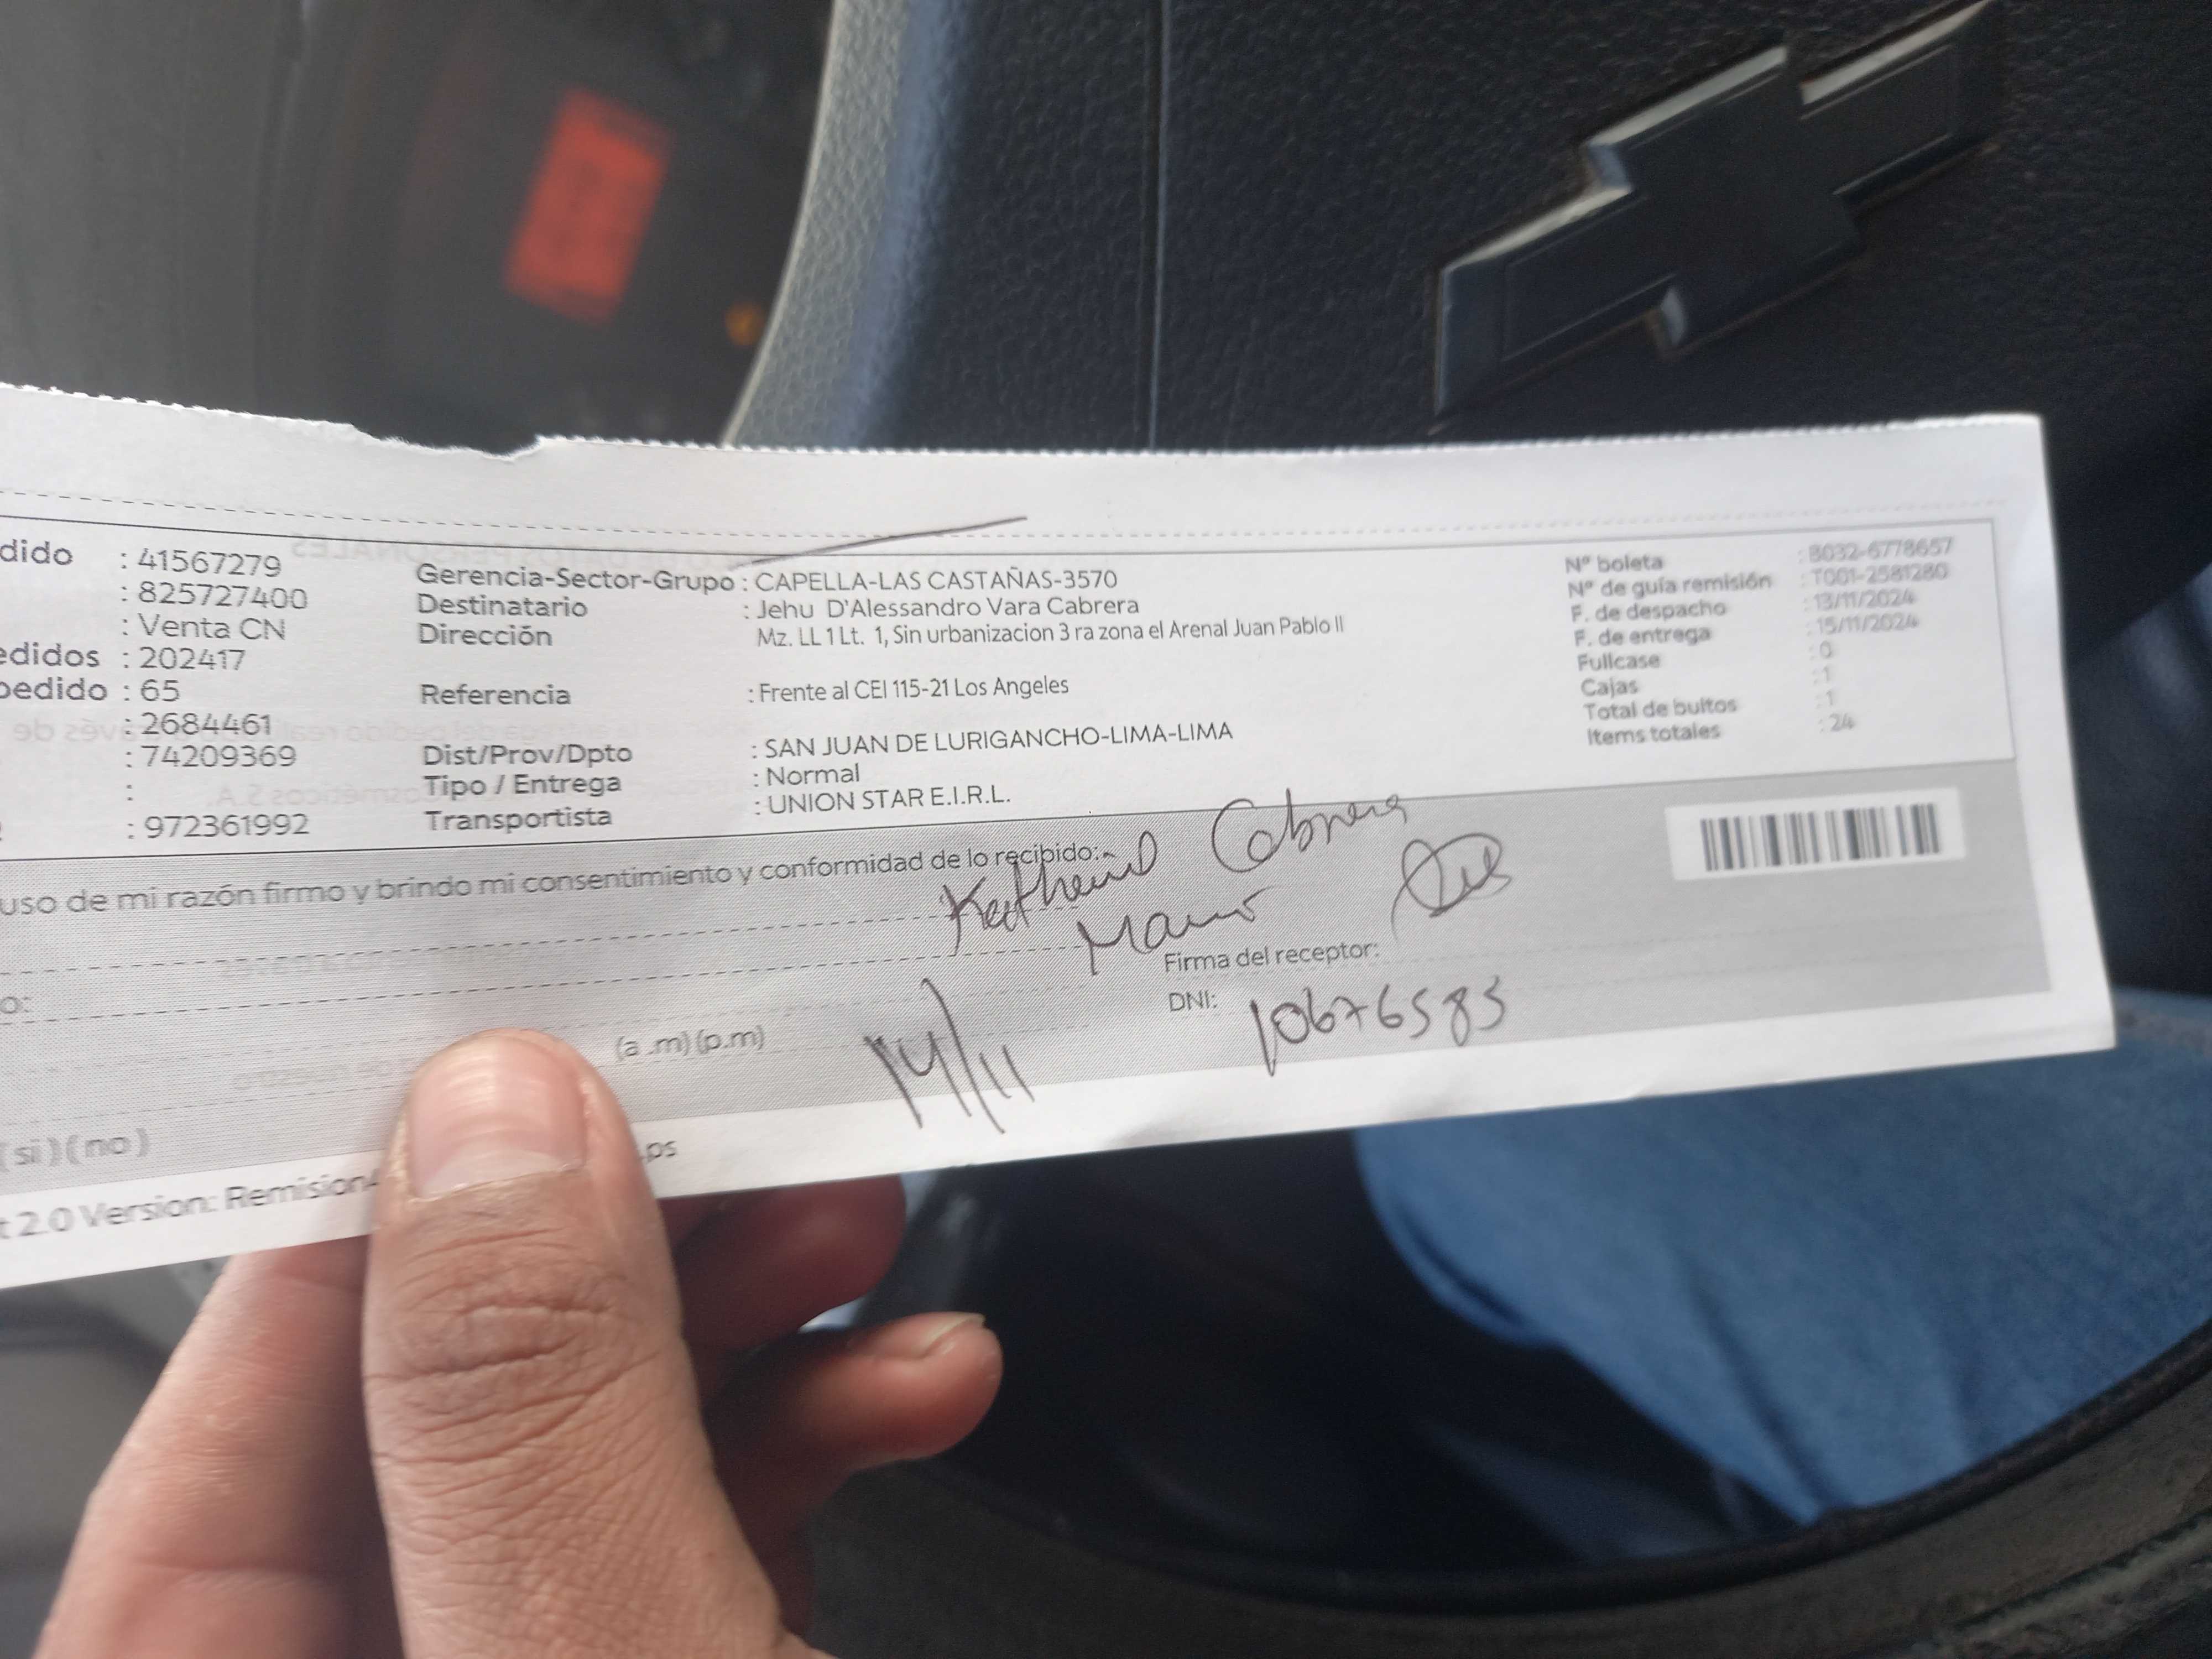 dido : 41567279
: 825727400
: Venta CN
edidos : 202417
pedido : 65
: 2684461
: 74209369
:
: 972361992
Gerencia-Sector-Grupo : CAPELLA-LAS CASTAÑAS-3570
Destinatario : Jehu D'Alessandro Vara Cabrera
Dirección Mz. LL 1 Lt. 1, Sin urbanizacion 3 ra zona el Arenal Juan Pablo II
Referencia : Frente al CEI 115-21 Los Angeles
Dist/Prov/Dpto : SAN JUAN DE LURIGANCHO-LIMA-LIMA
Tipo / Entrega : Normal
Transportista : UNION STAR E.I.R.L.
Nº boleta : B032-6778657
Nº de guía remisión : T001-2581280
F. de despacho : 13/11/2024
F. de entrega : 15/11/2024
Fullcase : 0
Cajas : 1
Total de bultos : 1
Items totales : 24
uso de mi razón firmo y brindo mi consentimiento y conformidad de lo recibido:
Cabrera
Firma del receptor:
o:
DNI: 10676585
(a.m)(p.m) 14/11
(si)(no)
t 2.0 Version: Remision .ps